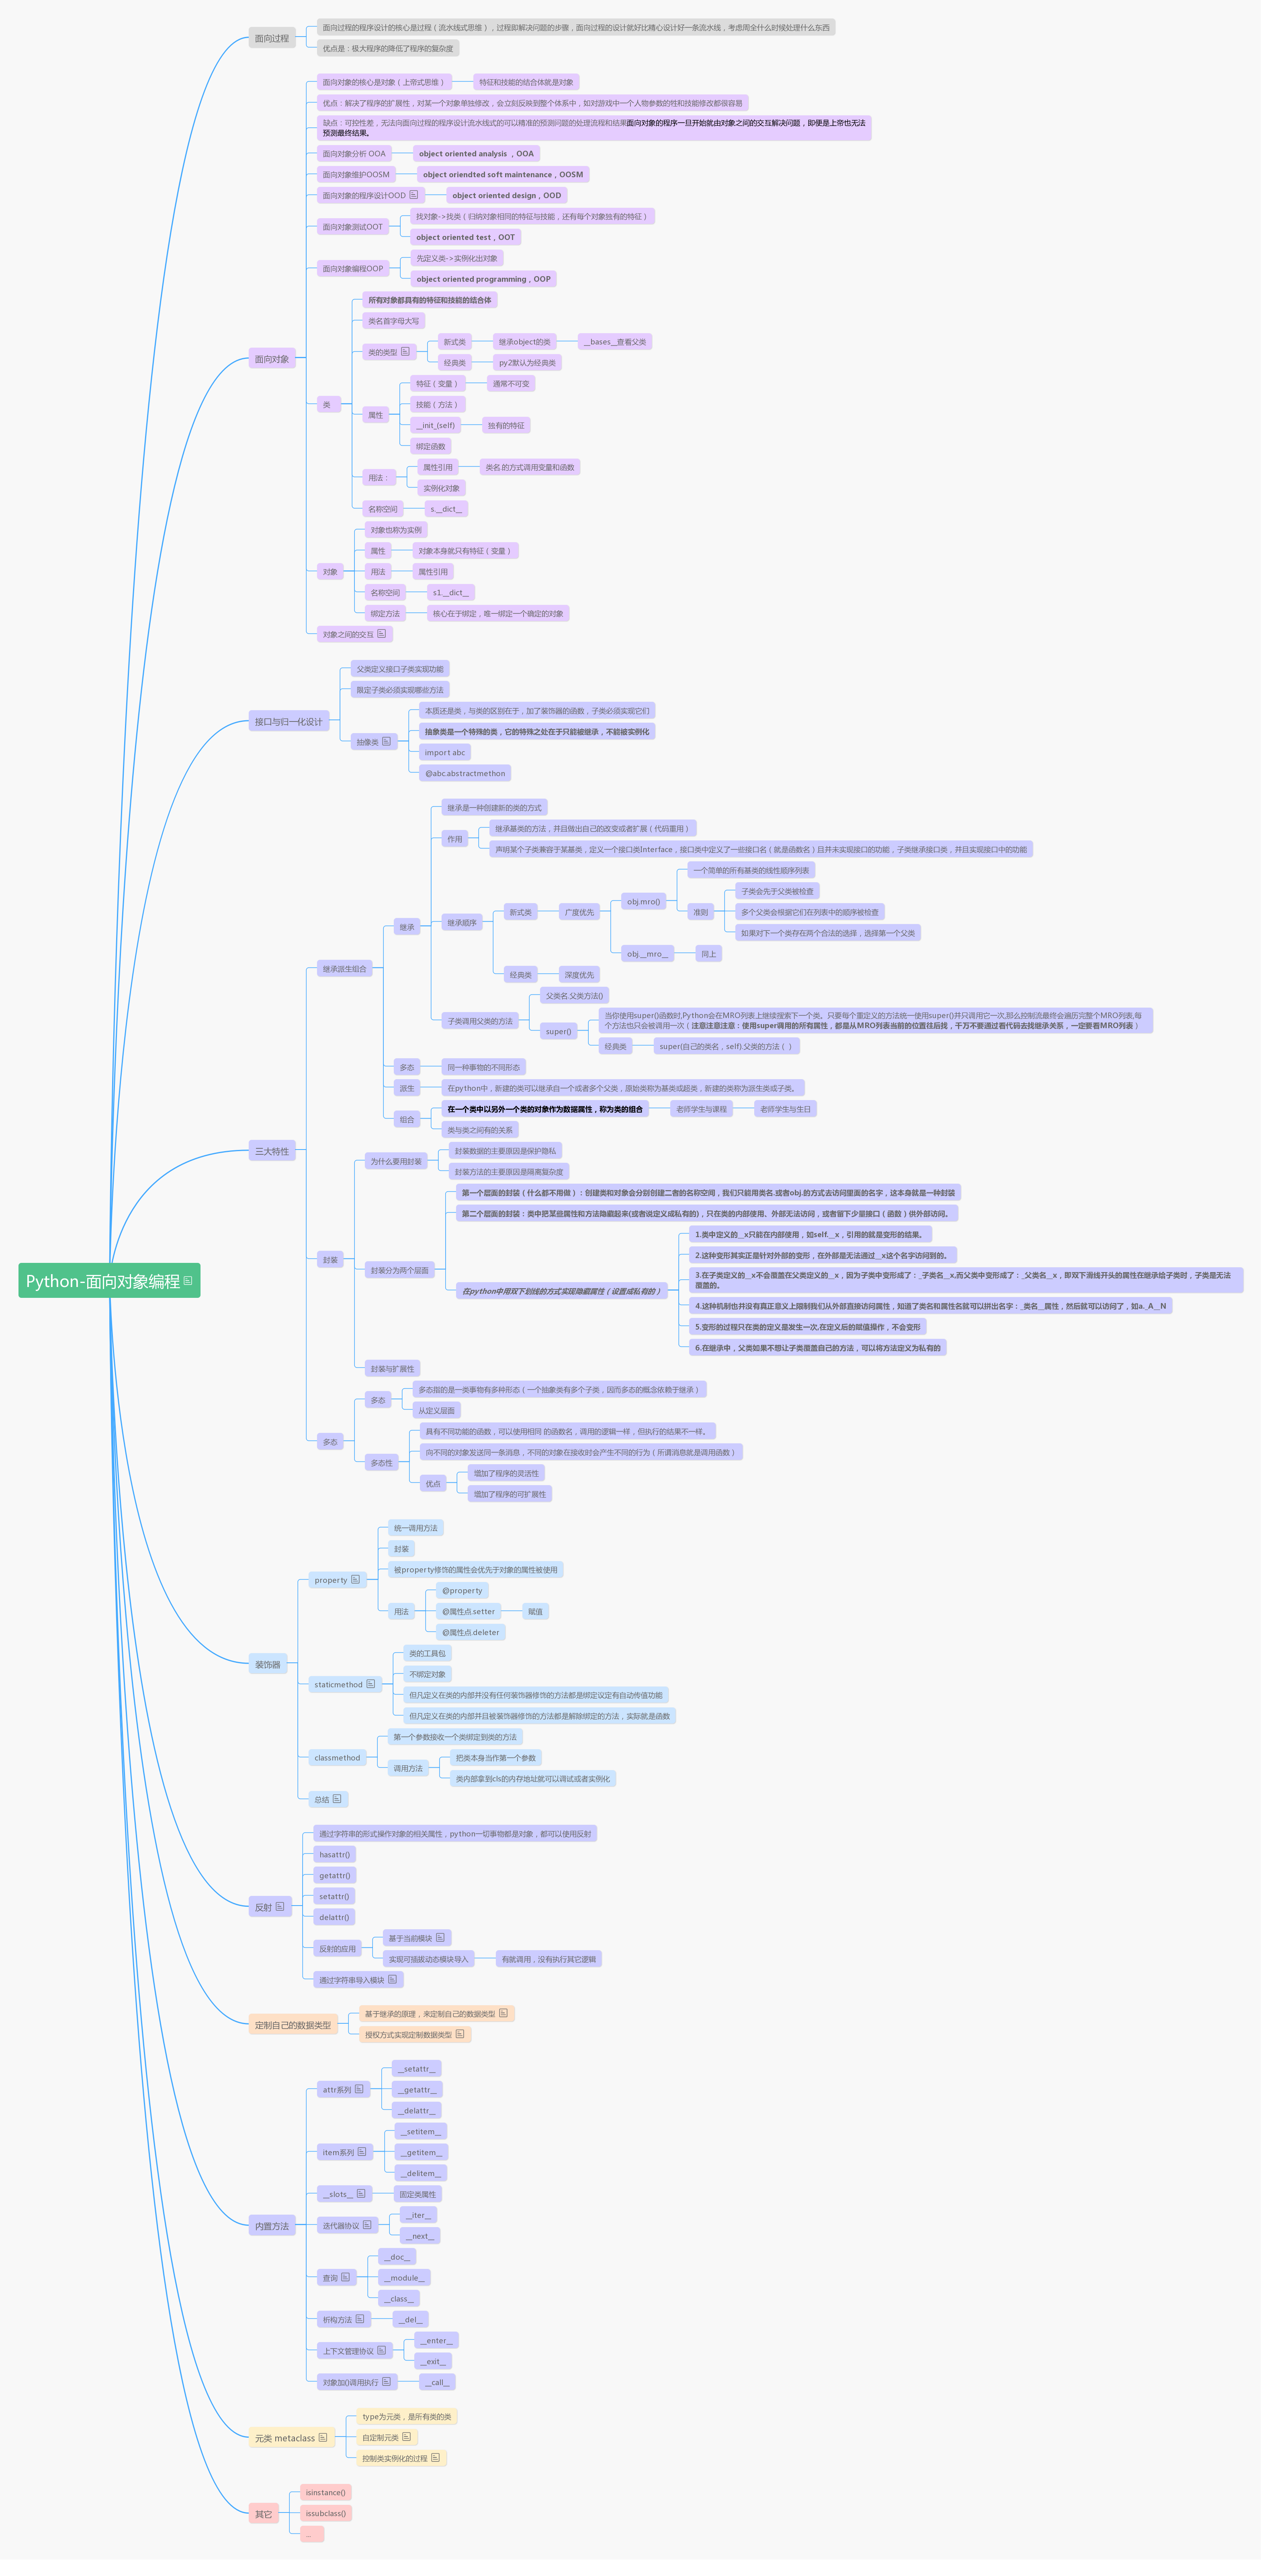 Python-面向对象编程
面向过程
面向过程的程序设计的核心是过程（流水线式思维），过程即解决问题的步骤，面向过程的设计就好比精心设计好一条流水线，考虑周全什么时候处理什么东西
优点是：极大程序的降低了程序的复杂度
面向对象
面向对象的核心是对象（上帝式思维）
特征和技能的结合体就是对象
优点：解决了程序的扩展性，对某一个对象单独修改，会立刻反映到整个体系中，如对游戏中一个人物参数的牲和技能修改都很容易
缺点：可控性差，无法向面向过程的程序设计流水线式的可以精准的预测问题的处理流程和结果面向对象的程序一旦开始就由对象之间的交互解决问题，即便是上帝也无法
预测最终结果。
面向对象分析 OOA
object oriented analysis ，OOA
面向对象维护OOSM
object oriendted soft maintenance，OOSM
面向对象的程序设计OOD
object oriented design，OOD
面向对象测试OOT
找对象->找类（归纳对象相同的特征与技能，还有每个对象独有的特征）
object oriented test，OOT
面向对象编程OOP
先定义类->实例化出对象
object oriented programming，OOP
类
所有对象都具有的特征和技能的结合体
类名首字母大写
类的类型
新式类
继承object的类
__bases__查看父类
经典类
py2默认为经典类
属性
特征（变量）
通常不可变
技能（方法）
__init_(self)
独有的特征
绑定函数
用法：
属性引用
类名.的方式调用变量和函数
实例化对象
名称空间
s.__dict__
对象
对象也称为实例
属性
对象本身就只有特征（变量）
用法
属性引用
名称空间
s1.__dict__
绑定方法
核心在于绑定，唯一绑定一个确定的对象
对象之间的交互
接口与归一化设计
父类定义接口子类实现功能
限定子类必须实现哪些方法
抽像类
本质还是类，与类的区别在于，加了装饰器的函数，子类必须实现它们
抽象类是一个特殊的类，它的特殊之处在于只能被继承，不能被实例化
import abc
@abc.abstractmethon
三大特性
继承派生组合
继承
继承是一种创建新的类的方式
作用
继承基类的方法，并且做出自己的改变或者扩展（代码重用）
声明某个子类兼容于某基类，定义一个接口类Interface，接口类中定义了一些接口名（就是函数名）且并未实现接口的功能，子类继承接口类，并且实现接口中的功能
继承顺序
新式类
广度优先
obj.mro()
一个简单的所有基类的线性顺序列表
准则
子类会先于父类被检查
多个父类会根据它们在列表中的顺序被检查
如果对下一个类存在两个合法的选择，选择第一个父类
obj.__mro__
同上
经典类
深度优先
子类调用父类的方法
父类名.父类方法()
super()
当你使用super()函数时,Python会在MRO列表上继续搜索下一个类。只要每个重定义的方法统一使用super()并只调用它一次,那么控制流最终会遍历完整个MRO列表,每
个方法也只会被调用一次（注意注意注意：使用super调用的所有属性，都是从MRO列表当前的位置往后找，千万不要通过看代码去找继承关系，一定要看MRO列表）
经典类
super(自己的类名，self).父类的方法（ ）
多态
同一种事物的不同形态
派生
在python中，新建的类可以继承自一个或者多个父类，原始类称为基类或超类，新建的类称为派生类或子类。
组合
在一个类中以另外一个类的对象作为数据属性，称为类的组合
老师学生与课程
老师学生与生日
类与类之间有的关系
封装
为什么要用封装
封装数据的主要原因是保护隐私
封装方法的主要原因是隔离复杂度
封装分为两个层面
第一个层面的封装（什么都不用做）：创建类和对象会分别创建二者的名称空间，我们只能用类名.或者obj.的方式去访问里面的名字，这本身就是一种封装
第二个层面的封装：类中把某些属性和方法隐藏起来(或者说定义成私有的)，只在类的内部使用、外部无法访问，或者留下少量接口（函数）供外部访问。
在python中用双下划线的方式实现隐藏属性（设置成私有的）
1.类中定义的__x只能在内部使用，如self.__x，引用的就是变形的结果。
2.这种变形其实正是针对外部的变形，在外部是无法通过__x这个名字访问到的。
3.在子类定义的__x不会覆盖在父类定义的__x，因为子类中变形成了：_子类名__x,而父类中变形成了：_父类名__x，即双下滑线开头的属性在继承给子类时，子类是无法
覆盖的。
4.这种机制也并没有真正意义上限制我们从外部直接访问属性，知道了类名和属性名就可以拼出名字：_类名__属性，然后就可以访问了，如a._A__N
5.变形的过程只在类的定义是发生一次,在定义后的赋值操作，不会变形
6.在继承中，父类如果不想让子类覆盖自己的方法，可以将方法定义为私有的
封装与扩展性
多态
多态
多态指的是一类事物有多种形态（一个抽象类有多个子类，因而多态的概念依赖于继承）
从定义层面
多态性
具有不同功能的函数，可以使用相同 的函数名，调用的逻辑一样，但执行的结果不一样。
向不同的对象发送同一条消息，不同的对象在接收时会产生不同的行为（所谓消息就是调用函数）
优点
增加了程序的灵活性
增加了程序的可扩展性
装饰器
property
统一调用方法
封装
被property修饰的属性会优先于对象的属性被使用
用法
@property
@属性点.setter
赋值
@属性点.deleter
staticmethod
类的工具包
不绑定对象
但凡定义在类的内部并没有任何装饰器修饰的方法都是绑定议定有自动传值功能
但凡定义在类的内部并且被装饰器修饰的方法都是解除绑定的方法，实际就是函数
classmethod
第一个参数接收一个类绑定到类的方法
调用方法
把类本身当作第一个参数
类内部拿到cls的内存地址就可以调试或者实例化
总结
反射
通过字符串的形式操作对象的相关属性，python一切事物都是对象，都可以使用反射
hasattr()
getattr()
setattr()
delattr()
反射的应用
基于当前模块
实现可插拔动态模块导入
有就调用，没有执行其它逻辑
通过字符串导入模块
定制自己的数据类型
基于继承的原理，来定制自己的数据类型
授权方式实现定制数据类型
内置方法
attr系列
__setattr__
__getattr__
__delattr__
item系列
__setitem__
__getitem__
__delitem__
__slots__
固定类属性
迭代器协议
__iter__
__next__
查询
__doc__
__module__
__class__
析构方法
__del__
上下文管理协议
__enter__
__exit__
对象加()调用执行
__call__
元类 metaclass
type为元类，是所有类的类
自定制元类
控制类实例化的过程
其它
isinstance()
issubclass()
...